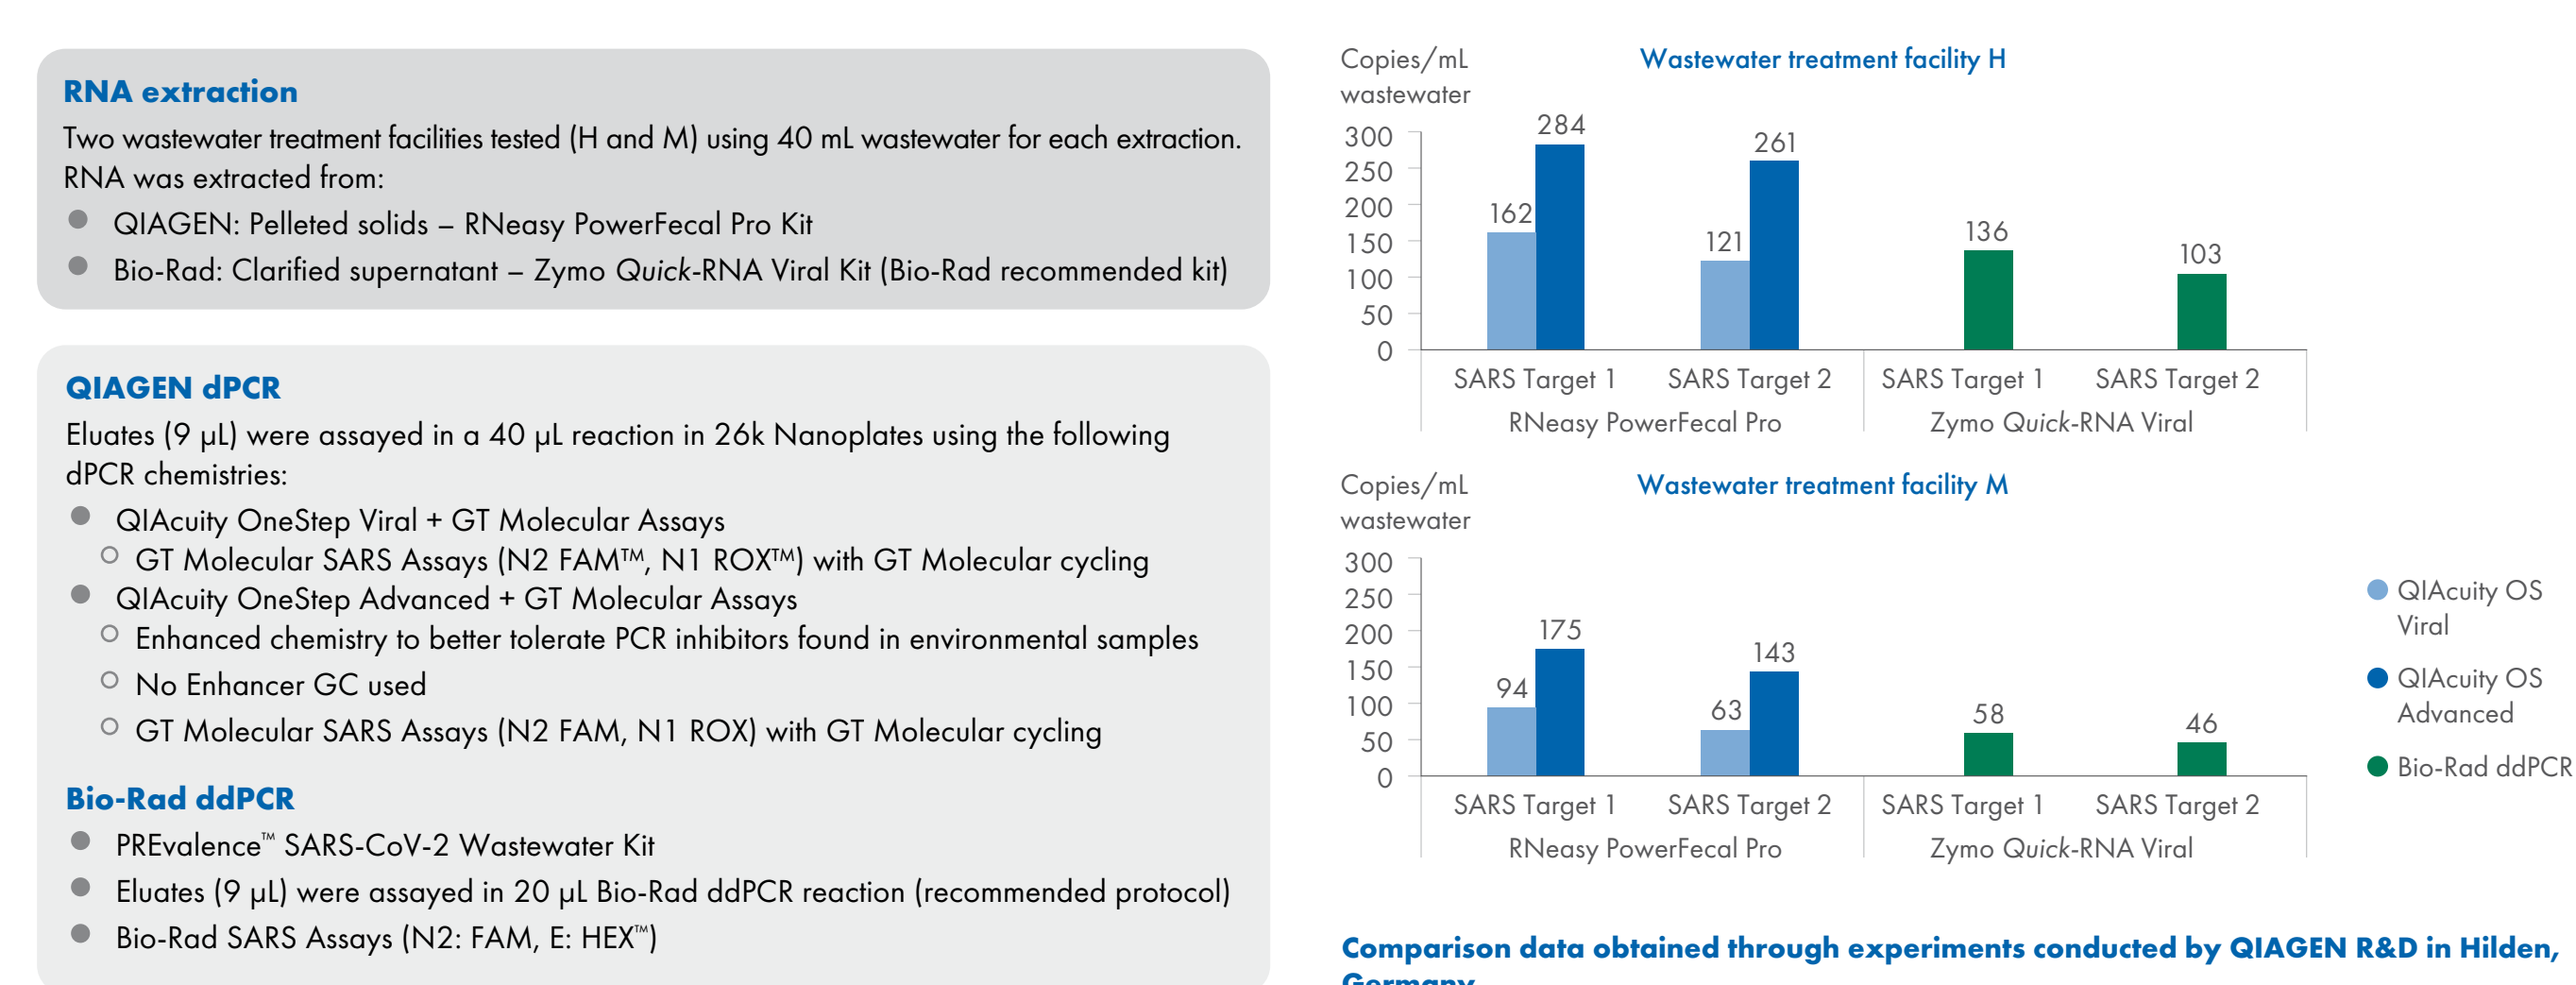 RNA extraction
Two wastewater treatment facilities tested (H and M) using 40 mL wastewater for each extraction.
RNA was extracted from:
● QIAGEN: Pelleted solids – RNeasy PowerFecal Pro Kit
● Bio-Rad: Clarified supernatant – Zymo Quick-RNA Viral Kit (Bio-Rad recommended kit)
QIAGEN dPCR
Eluates (9 µL) were assayed in a 40 µL reaction in 26k Nanoplates using the following
dPCR chemistries:
● QIAcuity OneStep Viral + GT Molecular Assays
○ GT Molecular SARS Assays (N2 FAM™, N1 ROX™) with GT Molecular cycling
● QIAcuity OneStep Advanced + GT Molecular Assays
○ Enhanced chemistry to better tolerate PCR inhibitors found in environmental samples
○ No Enhancer GC used
○ GT Molecular SARS Assays (N2 FAM, N1 ROX) with GT Molecular cycling
Bio-Rad ddPCR
● PREvalence™ SARS-CoV-2 Wastewater Kit
● Eluates (9 µL) were assayed in 20 µL Bio-Rad ddPCR reaction (recommended protocol)
● Bio-Rad SARS Assays (N2: FAM, E: HEX™)
Copies/mL
wastewater
Wastewater treatment facility H
300
250
200
150
100
50
0
162
284
121
261
136
103
SARS Target 1 SARS Target 2 SARS Target 1 SARS Target 2
RNeasy PowerFecal Pro Zymo Quick-RNA Viral
Copies/mL
wastewater
Wastewater treatment facility M
300
250
200
150
100
50
0
94
175
63
143
58
46
SARS Target 1 SARS Target 2 SARS Target 1 SARS Target 2
RNeasy PowerFecal Pro Zymo Quick-RNA Viral
QIAcuity OS
Viral
QIAcuity OS
Advanced
Bio-Rad ddPCR
Comparison data obtained through experiments conducted by QIAGEN R&D in Hilden,
Germany